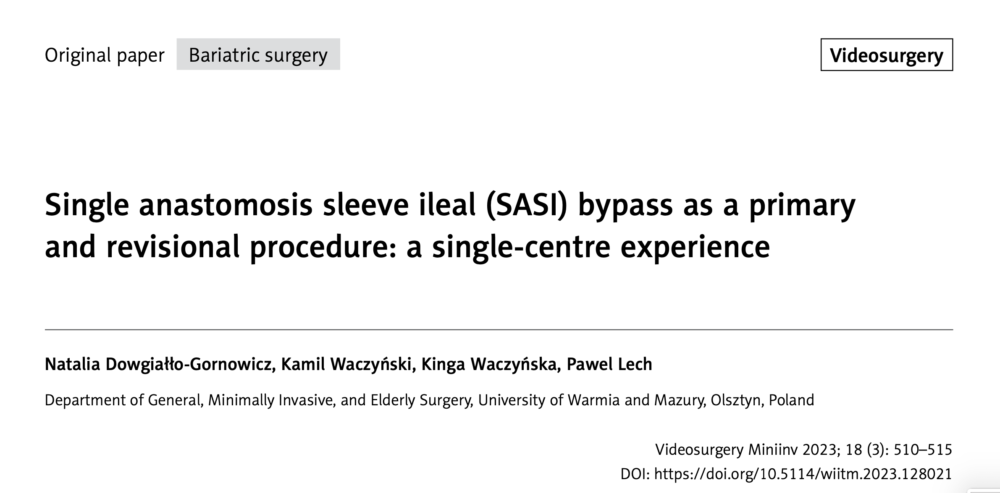 Original paper Bariatric surgery Videosurgery
Single anastomosis sleeve ileal (SASI) bypass as a primary
and revisional procedure: a single-centre experience
Natalia Dowgiałło-Gornowicz, Kamil Waczyński, Kinga Waczyńska, Pawel Lech
Department of General, Minimally Invasive, and Elderly Surgery, University of Warmia and Mazury, Olsztyn, Poland
Videosurgery Miniinv 2023; 18 (3): 510–515
DOI: https://doi.org/10.5114/wiitm.2023.128021